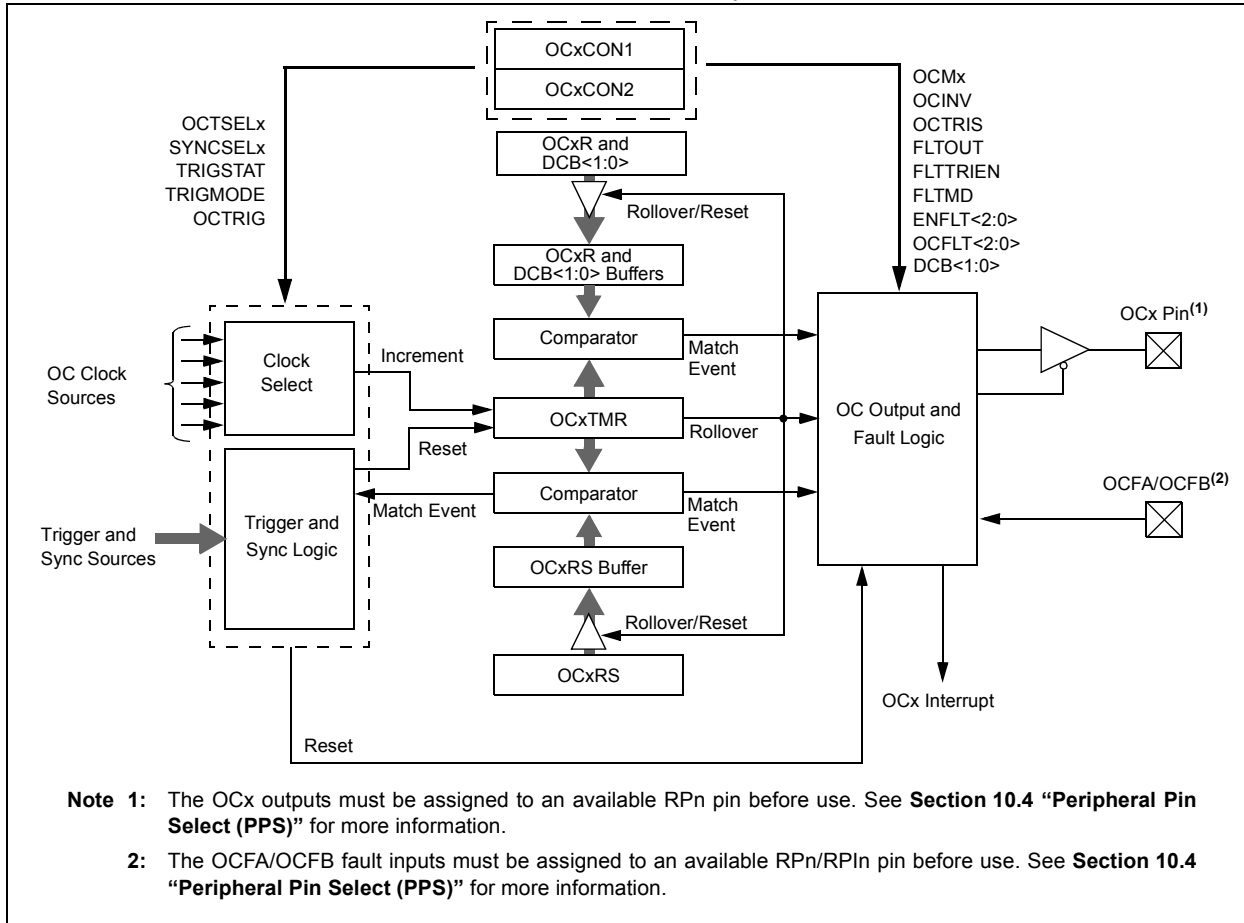 OCxCON1
OCxCON2
OCTSELx
SYNCSELx
TRIGSTAT
TRIGMODE
OCTRIG
OCMx
OCINV
OCTRIS
FLTOUT
FLTTRIEN
FLTMD
ENFLT<2:0>
OCFLT<2:0>
DCB<1:0>
OCxR and
DCB<1:0>
Rollover/Reset
OCxR and
DCB<1:0> Buffers
Comparator
Match
Event
OC Clock
Sources
Clock
Select
Increment
OCxTMR
Rollover
Reset
Comparator
Match Event
Match
Event
Trigger and
Sync Sources
Trigger and
Sync Logic
OCxRS Buffer
Rollover/Reset
OCxRS
OC Output and
Fault Logic
OCx Pin(1)
OCFA/OCFB(2)
OCx Interrupt
Reset
Note 1: The OCx outputs must be assigned to an available RPn pin before use. See Section 10.4 “Peripheral Pin
Select (PPS)” for more information.
2: The OCFA/OCFB fault inputs must be assigned to an available RPn/RPIn pin before use. See Section 10.4
“Peripheral Pin Select (PPS)” for more information.